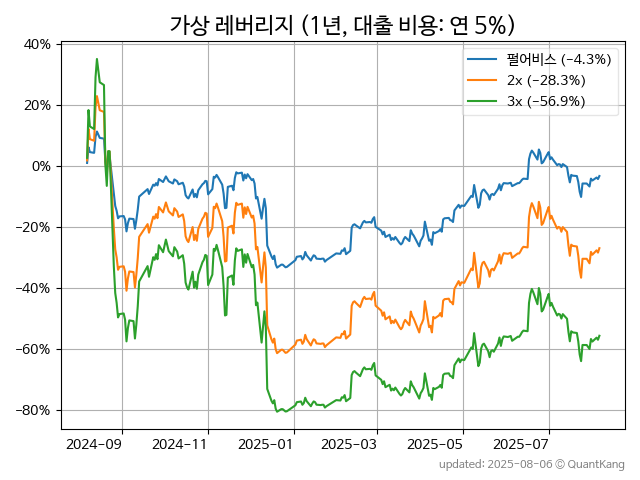 가상 레버리지 (1년, 대출 비용: 연 5%)
40%
20%
0%
−20%
−40%
−60%
−80%
펄어비스 (−4.3%)
2x (−28.3%)
3x (−56.9%)
2024-09
2024-11
2025-01
2025-03
2025-05
2025-07
updated: 2025-08-06 © QuantKang